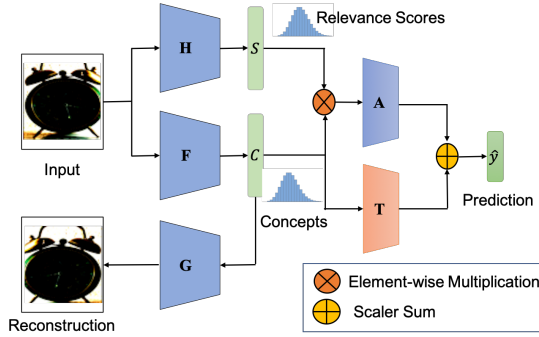 Relevance Scores
H
S
A
Input
F
C
ŷ
Concepts
T
Prediction
G
Reconstruction
Element-wise Multiplication
Scaler Sum